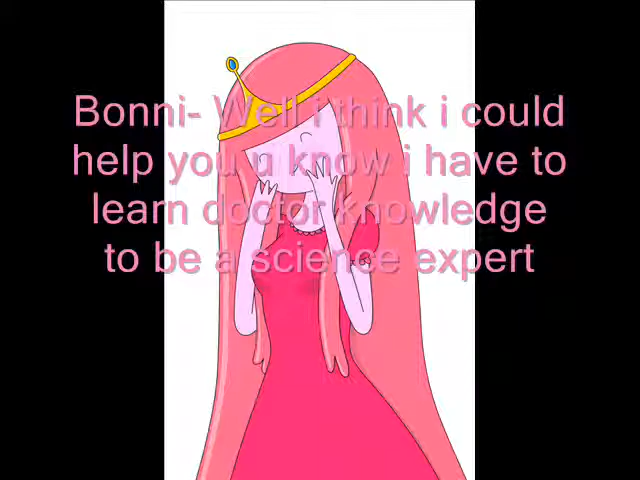 Bonni- Well i think i could
help you u know i have to
learn doctor knowledge
to be a science expert